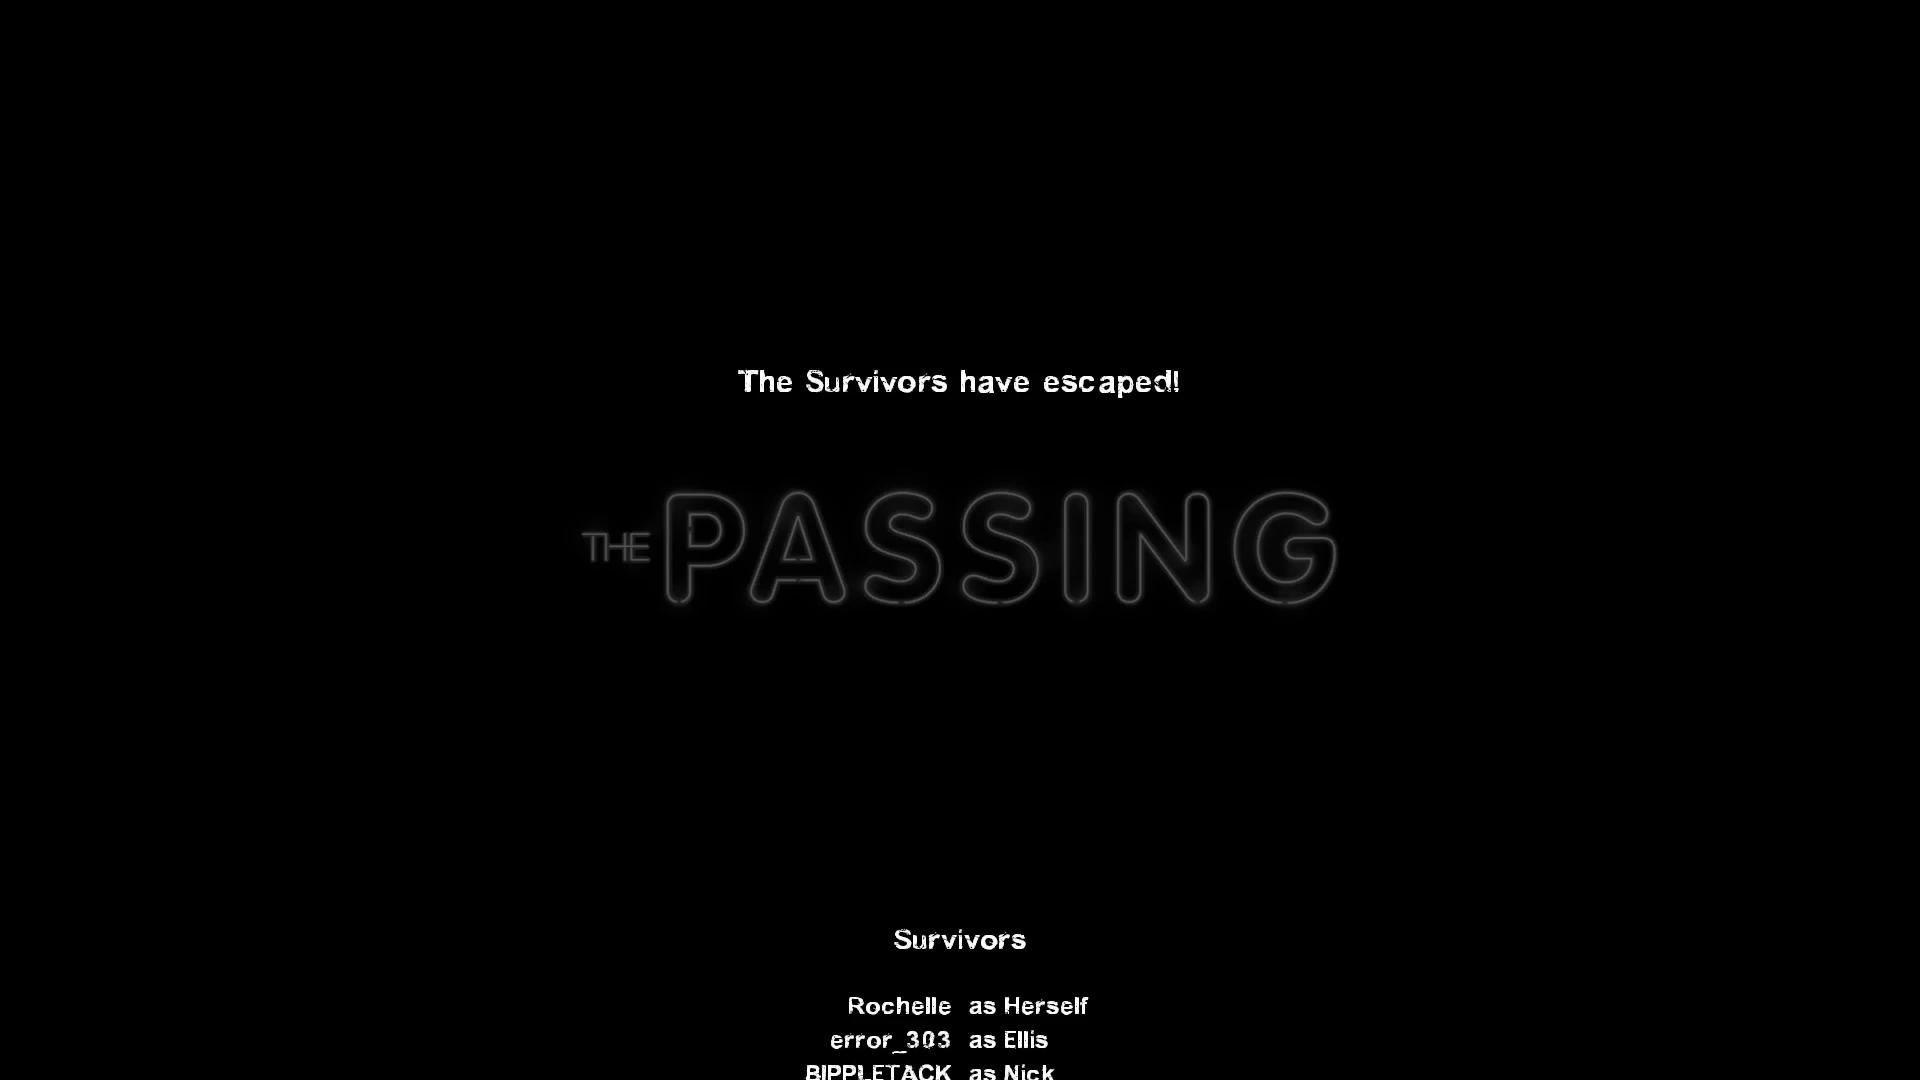 The Survivors have escaped!
THE PASSING
Survivors
Rochelle as Herself
error_303 as Ellis
BIPPLETACK as Nick